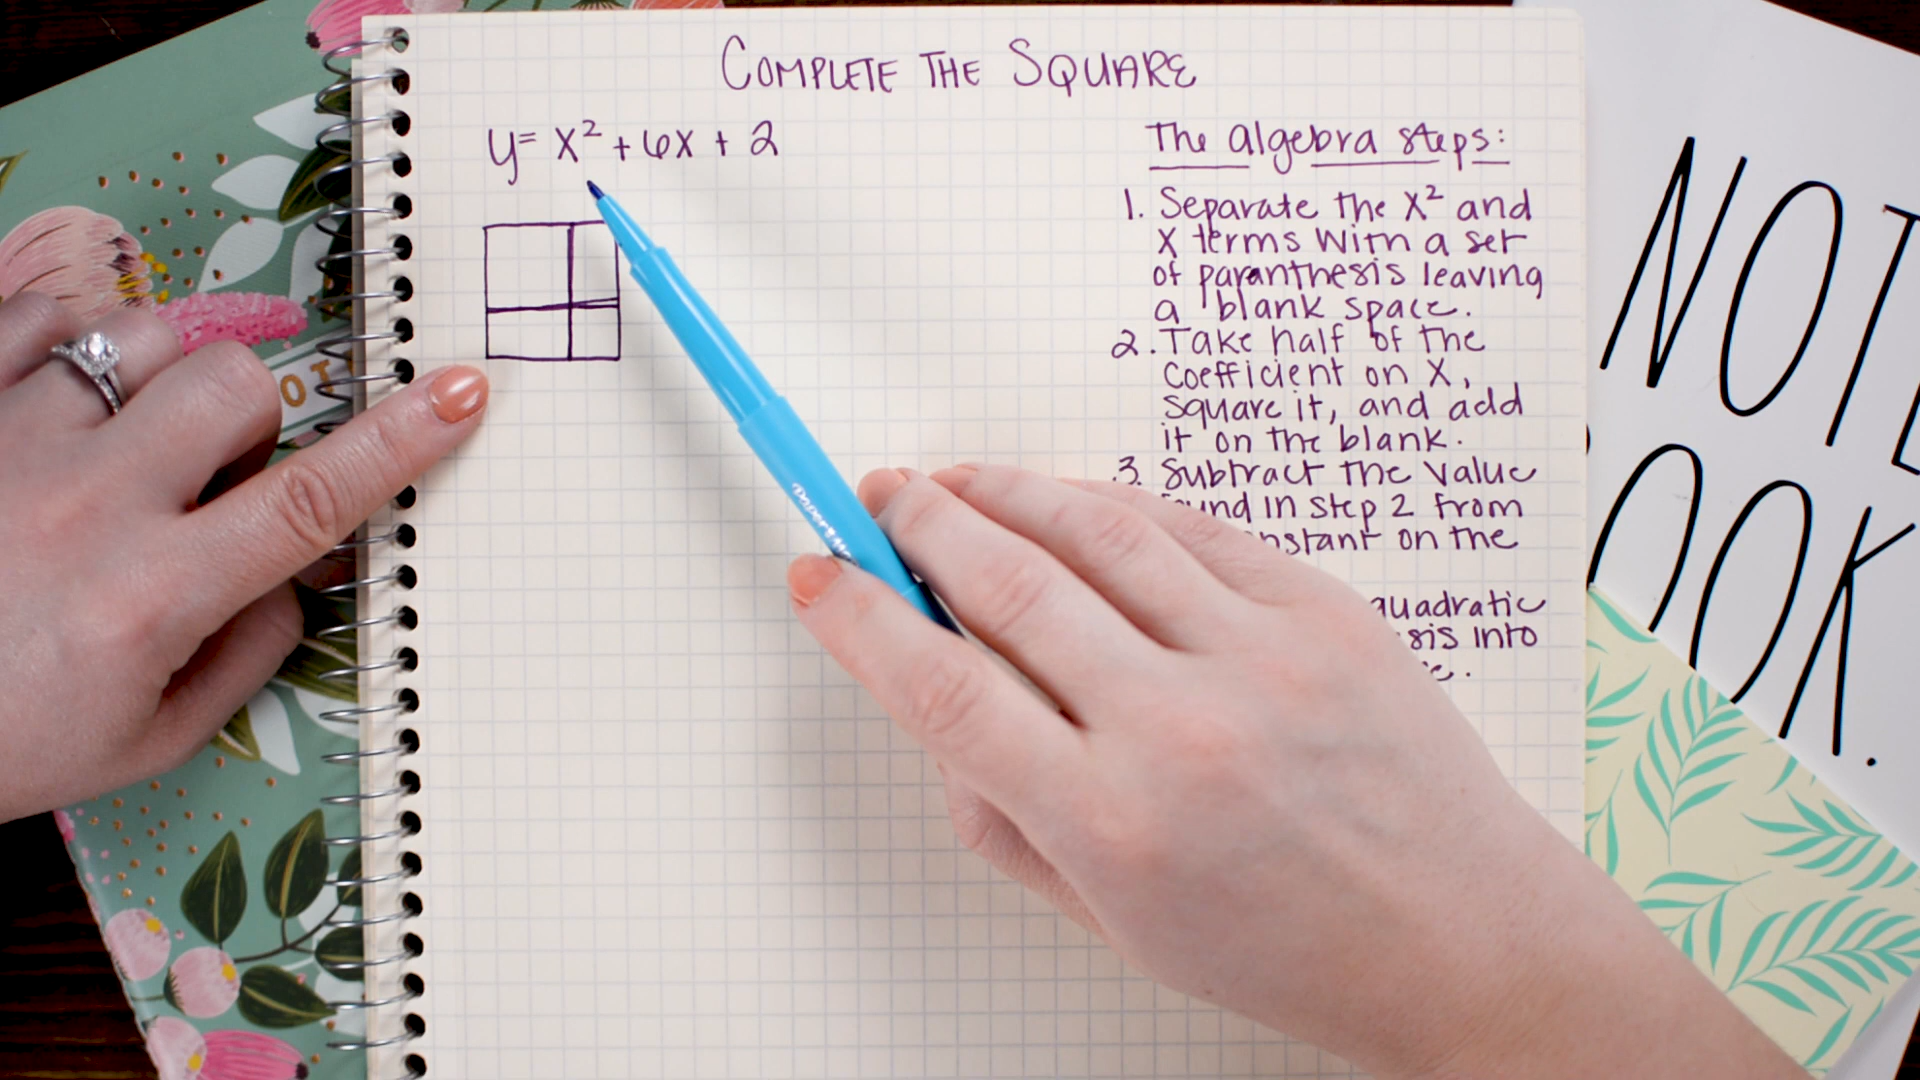 COMPLETE THE SQUARE
y= x² + 6x + 2
The algebra steps:
1. Separate the x² and
x terms with a set
of paranthesis leaving
a blank space.
2. Take half of the
coefficient on x,
square it, and add
it on the blank.
3. Subtract the value
in step 2 from
on the
quadratic
into
NOTE
OOK.